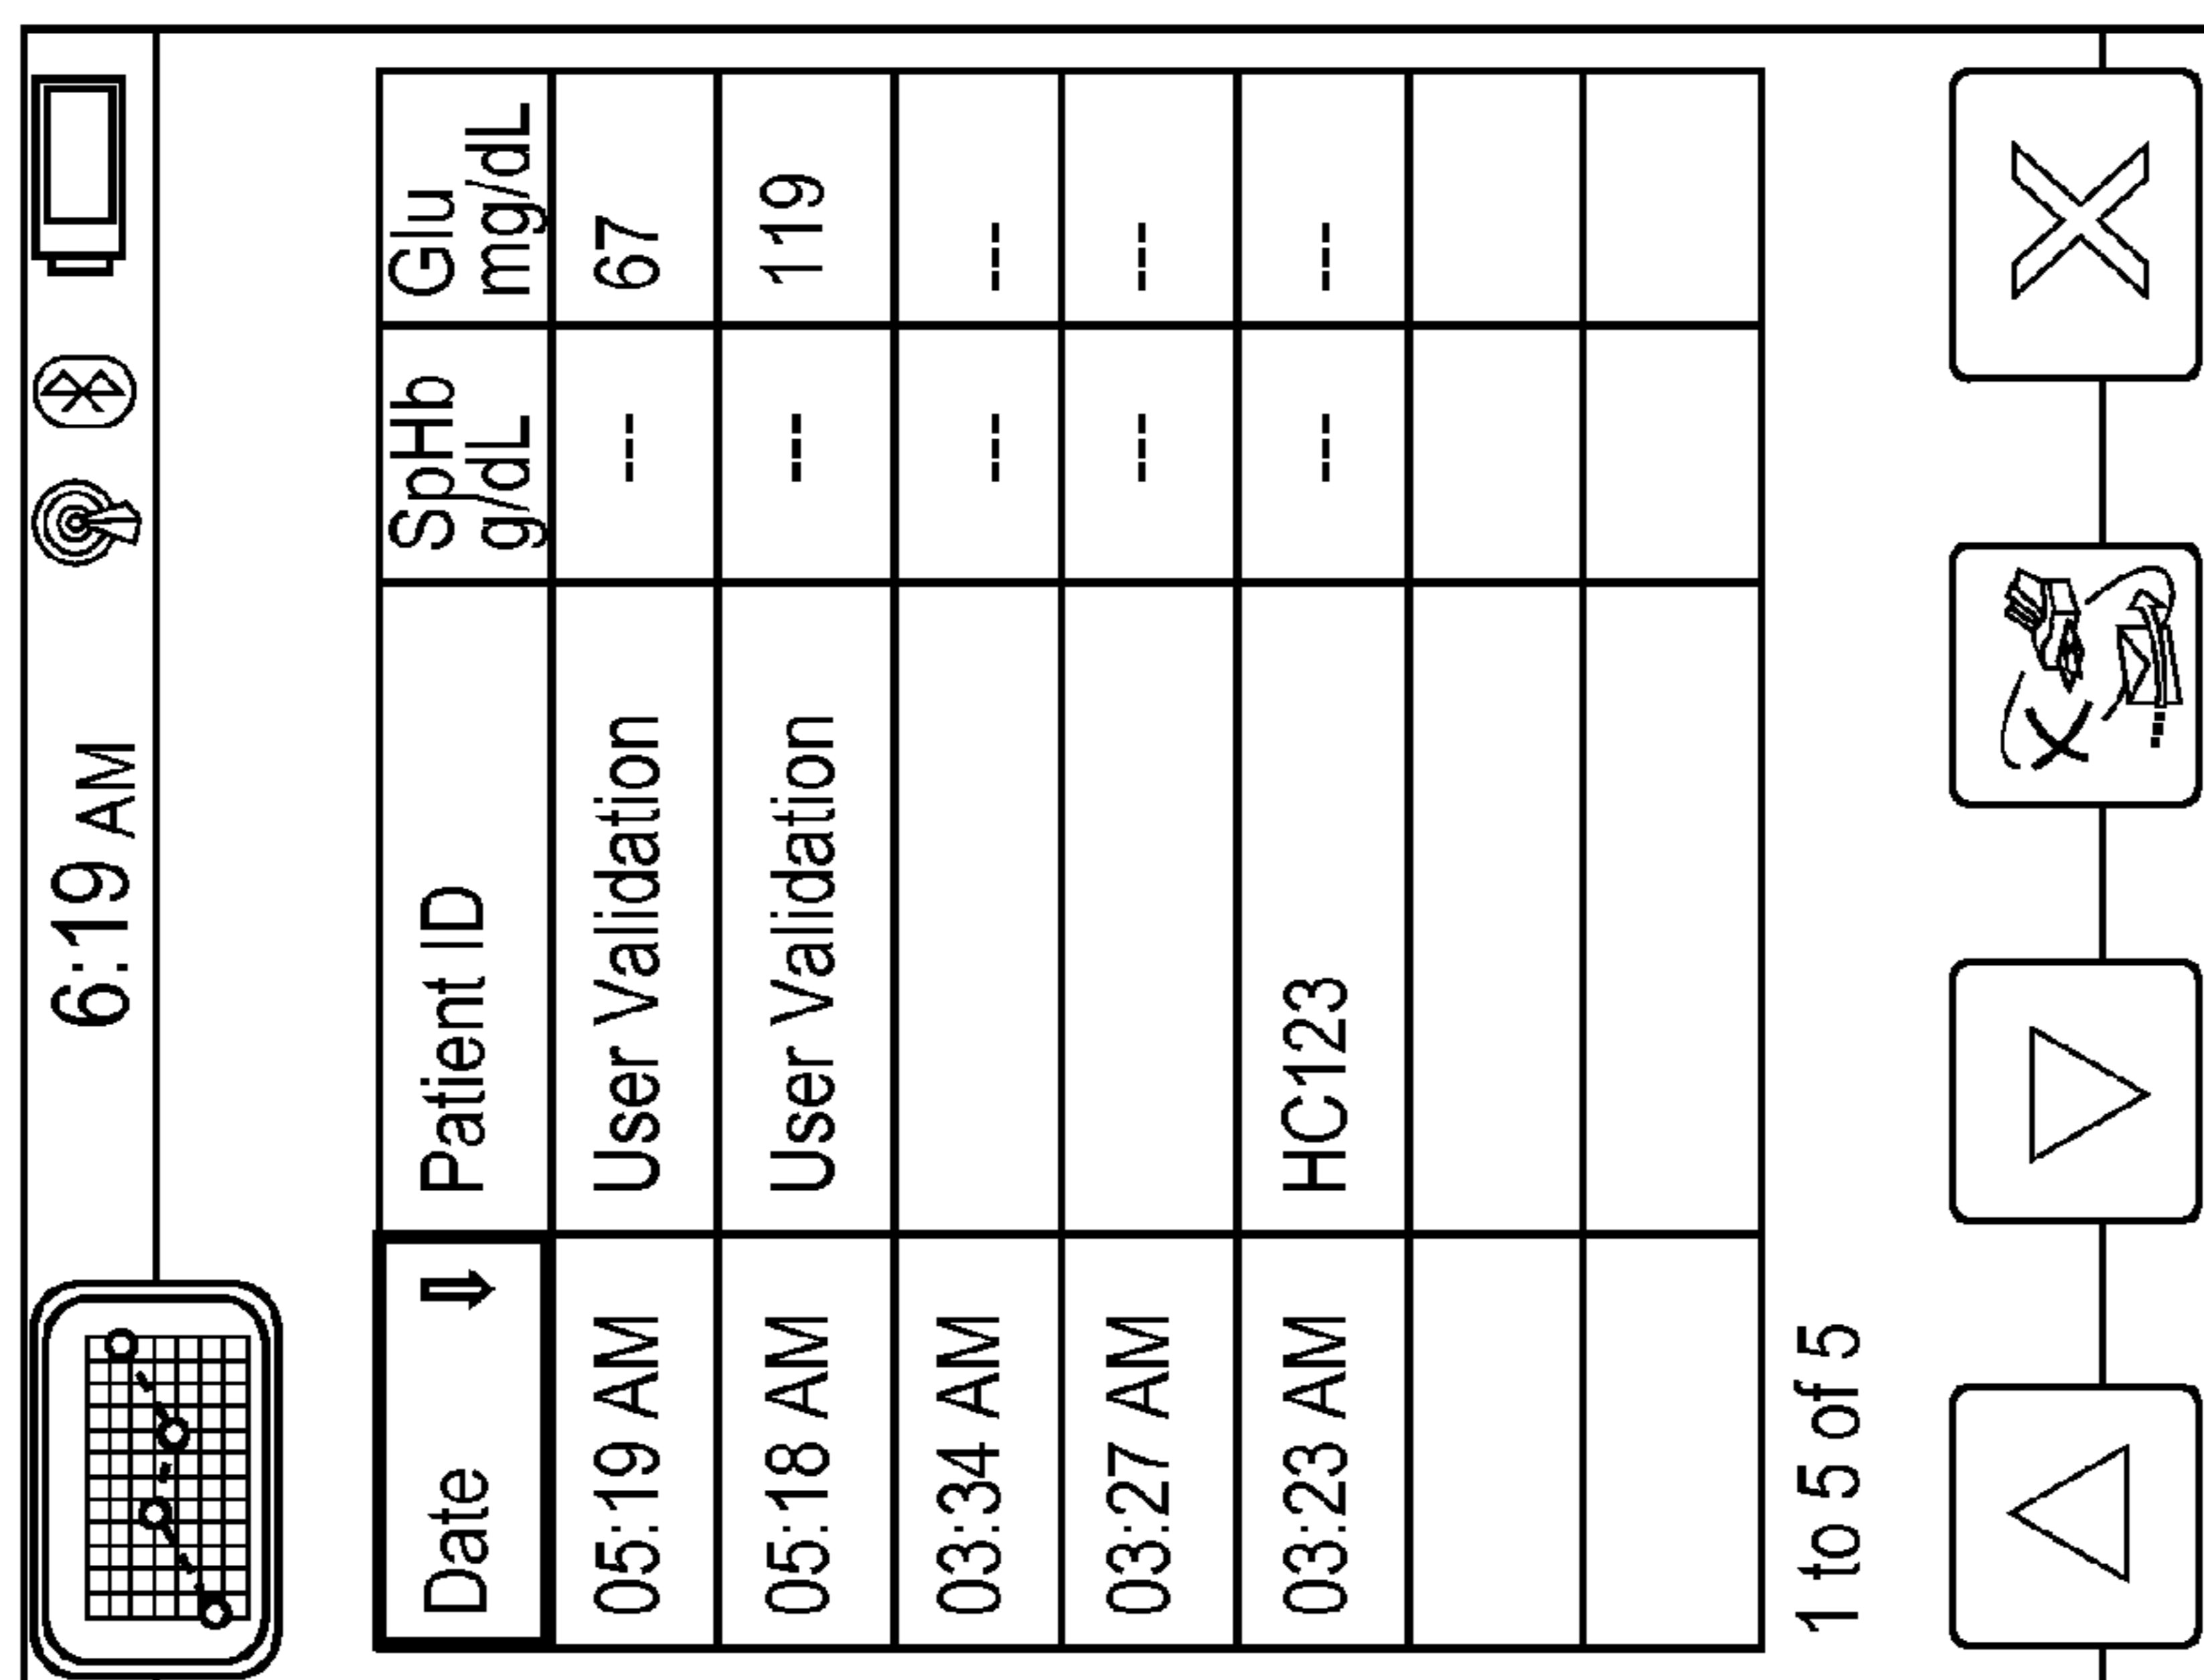 6:19 AM
Date Patient ID SpHb g/dL Glu mg/dL
05:19 AM User Validation --- 67
05:18 AM User Validation --- 119
03:34 AM --- ---
03:27 AM --- ---
03:23 AM HC123 --- ---
1 to 5 of 5